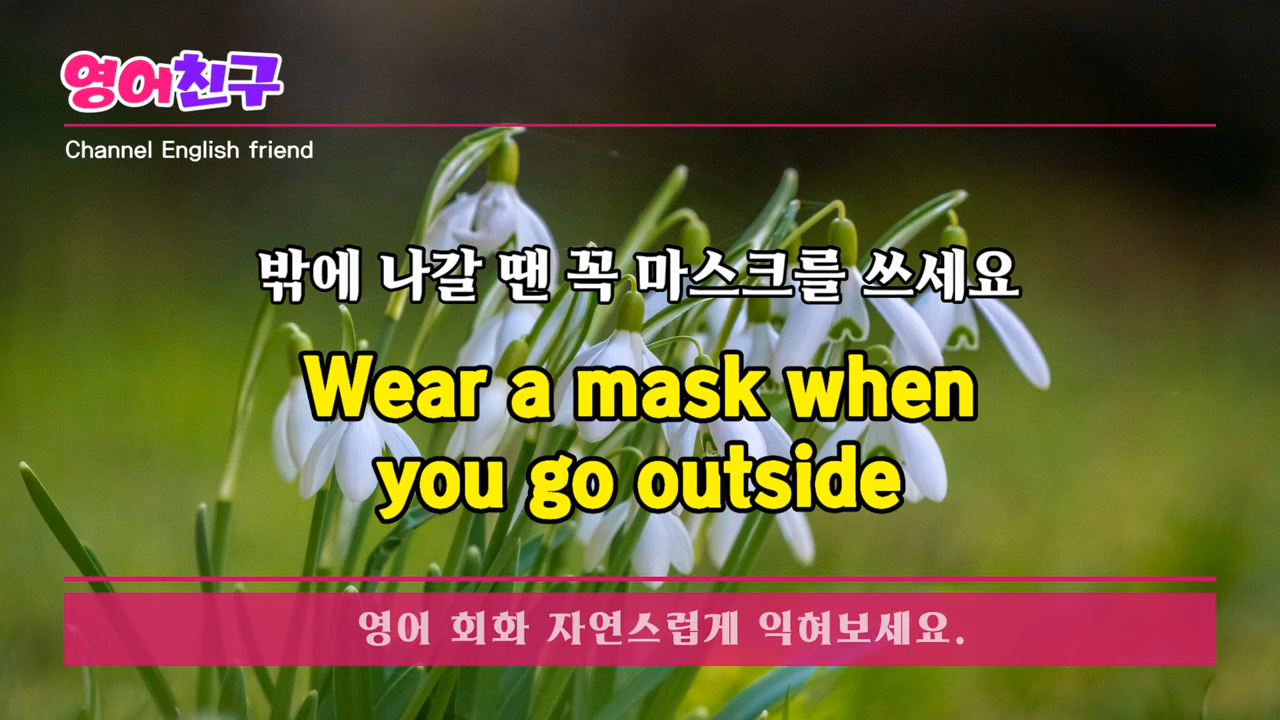 영어친구
Channel English friend
밖에 나갈 땐 꼭 마스크를 쓰세요
Wear a mask when
you go outside
영어 회화 자연스럽게 익혀보세요.